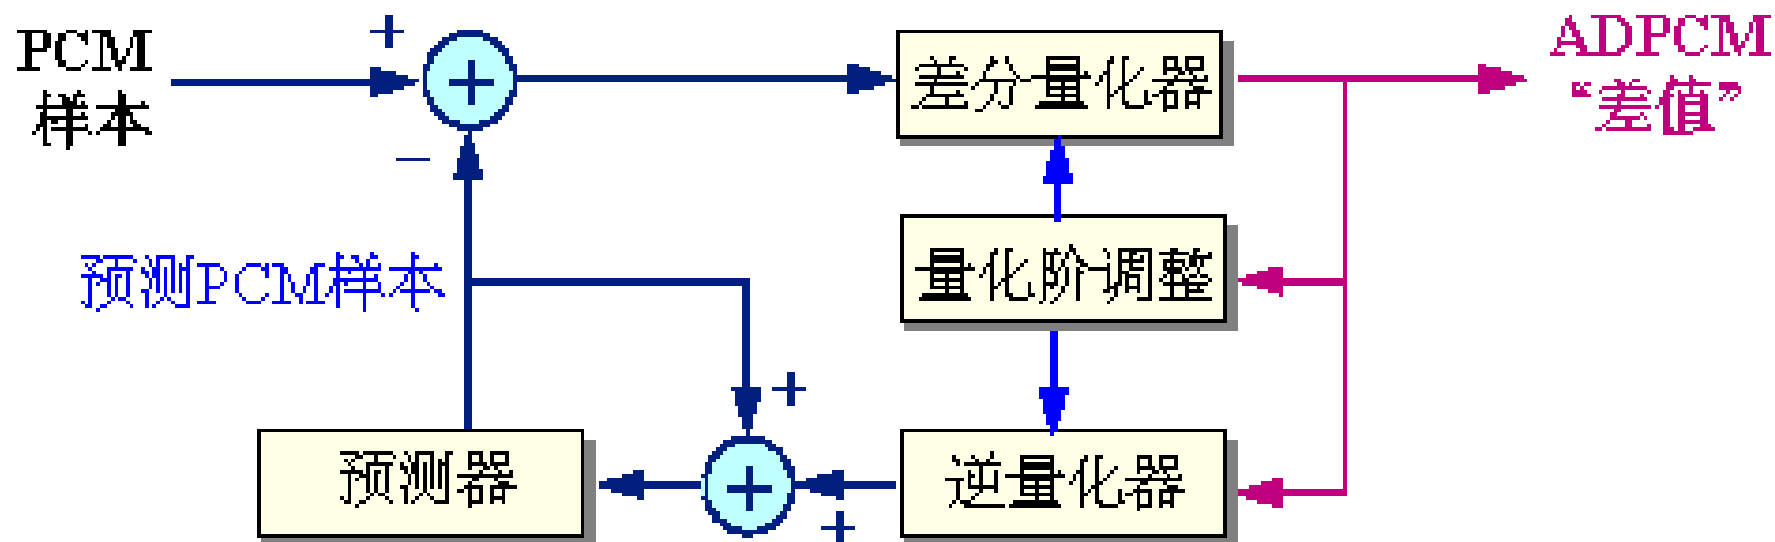 PCM
样本
+
+
−
差分量化器
ADPCM
“差值”
预测PCM样本
量化阶调整
+
预测器
+
+
逆量化器